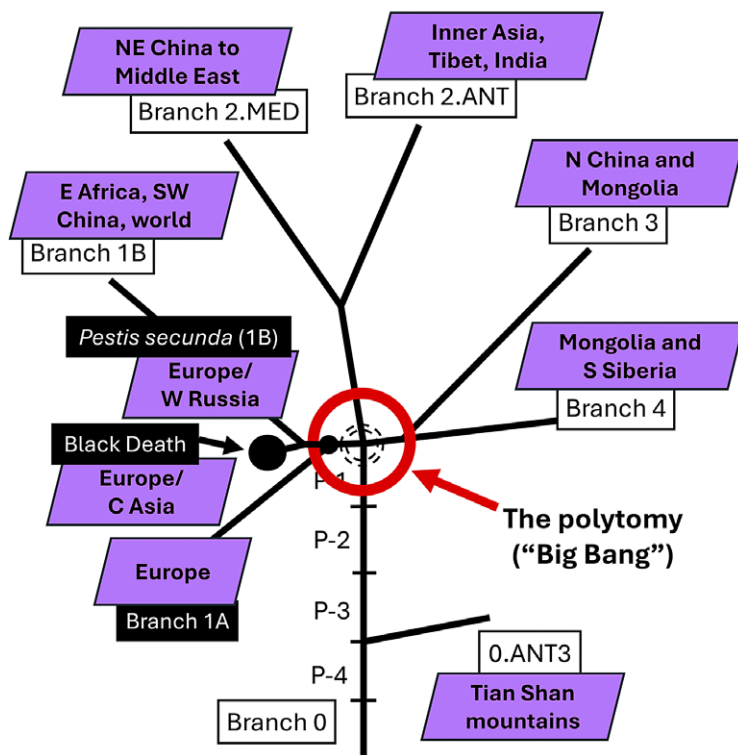 NE China to
Middle East
Branch 2.MED
Inner Asia,
Tibet, India
Branch 2.ANT
E Africa, SW
China, world
Branch 1B
N China and
Mongolia
Branch 3
Pestis secunda (1B)
Europe/
W Russia
Mongolia and
S Siberia
Branch 4
Black Death
Europe/
C Asia
P-1
The polytomy
(“Big Bang”)
P-2
Europe
Branch 1A
P-3
P-4
0.ANT3
Tian Shan
mountains
Branch 0